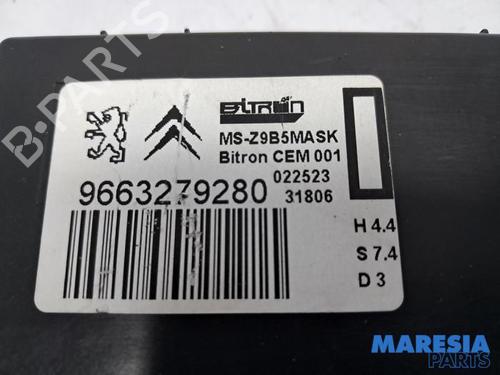 BITRON
MS-Z9B5MASK
Bitron CEM 001
022523
9663279280
31806
H 4.4
S 7.4
D 3
B-PARTS
MARESIA
PARTS